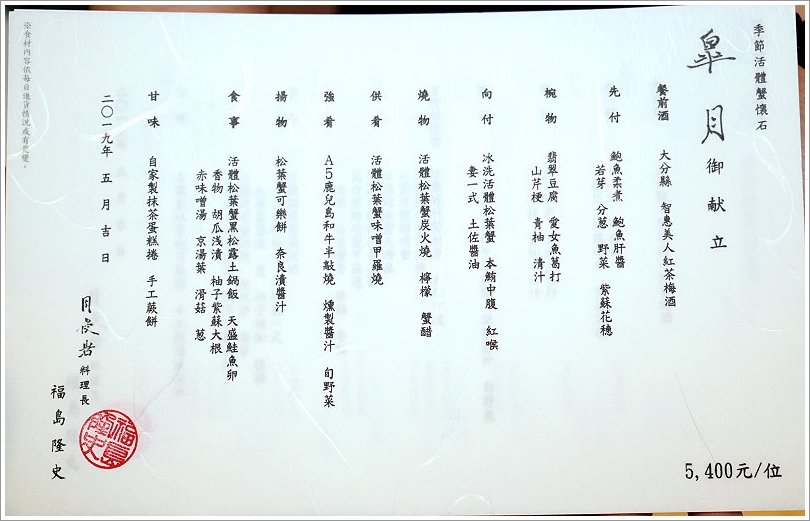 季節活體蟹懷石
皐月御献立
餐前酒 大分縣 智惠美人紅茶梅酒
先付 鮑魚柔煮 鮑魚肝醬
若芽 分葱 野菜 紫蘇花穗
椀物 翡翠豆腐 愛女魚葛打
山芹梗 青柚 清汁
向付 冰洗活體松葉蟹 本鮪中腹 紅喉
妻一式 土佐醬油
燒物 活體松葉蟹炭火燒 檸檬 蟹醋
供肴 活體松葉蟹味噌甲羅燒
強肴 A5鹿兒島和牛半敲燒 燻製醬汁 旬野菜
揚物 松葉蟹可樂餅 奈良漬醬汁
食事 活體松葉蟹黑松露土鍋飯 天盛鮭魚卵
香物 胡瓜浅漬 柚子紫蘇大根
赤味噌湯 京湯葉 滑菇 葱
甘味 自家製抹茶蛋糕捲 手工蕨餅
二〇一九年 五月吉日
料理長
福島隆史
福島隆史
※食材內容依每日進貨情況或有更變。
5,400元/位